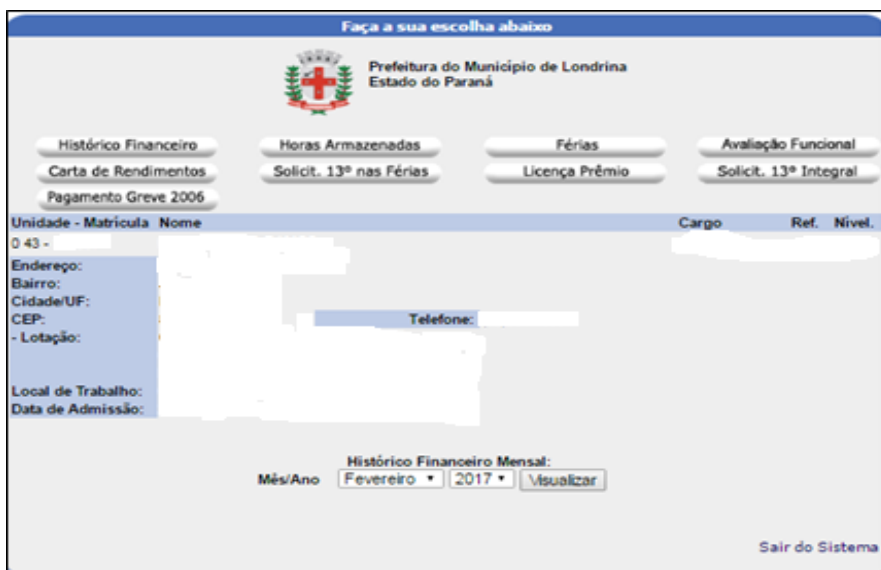 Faça a sua escolha abaixo
Prefeitura do Município de Londrina
Estado do Paraná
Histórico Financeiro Horas Armazenadas Férias Avaliação Funcional
Carta de Rendimentos Solicit. 13º nas Férias Licença Prêmio Solicit. 13º Integral
Pagamento Greve 2006
Unidade - Matrícula Nome Cargo Ref. Nível.
0 43 -
Endereço:
Bairro:
Cidade/UF:
CEP: Telefone:
- Lotação:
Local de Trabalho:
Data de Admissão:
Histórico Financeiro Mensal:
Mês/Ano Fevereiro 2017 Visualizar
Sair do Sistema